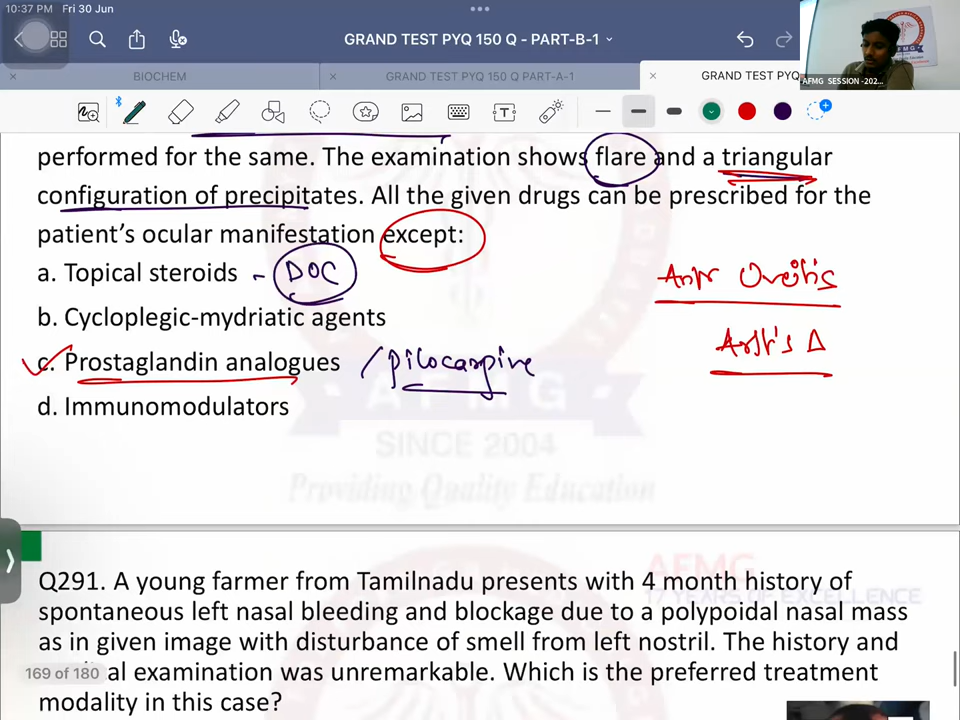 10:37 PM Fri 30 Jun
GRAND TEST PYQ 150 Q - PART-B-1
AFMG SESSION -202...
BIOCHEM
GRAND TEST PYQ 150 Q PART-A-1
GRAND TEST PYQ
performed for the same. The examination shows flare and a triangular
configuration of precipitates. All the given drugs can be prescribed for the
patient's ocular manifestation except:
a. Topical steroids - DOC
b. Cycloplegic-mydriatic agents
c. Prostaglandin analogues / pilocarpine
d. Immunomodulators
Antr Uveitis
Arlt's Δ
AFMG
SINCE 2004
Providing Quality Education
AFMG
17 YEARS OF EXCELLENCE
Q291. A young farmer from Tamilnadu presents with 4 month history of
spontaneous left nasal bleeding and blockage due to a polypoidal nasal mass
as in given image with disturbance of smell from left nostril. The history and
al examination was unremarkable. Which is the preferred treatment
169 of 180
modality in this case?